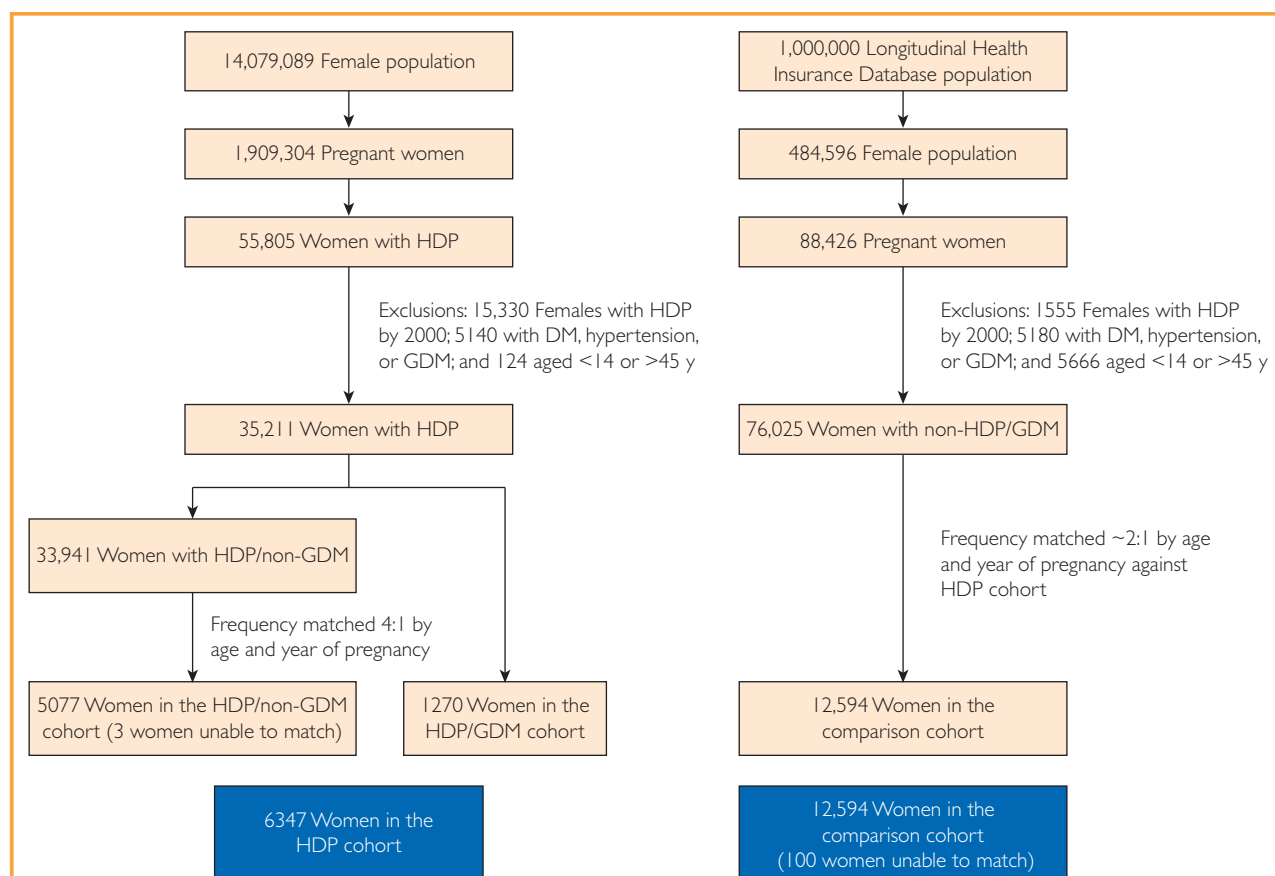 14,079,089 Female population
1,909,304 Pregnant women
55,805 Women with HDP
Exclusions: 15,330 Females with HDP
by 2000; 5140 with DM, hypertension,
or GDM; and 124 aged <14 or >45 y
35,211 Women with HDP
33,941 Women with HDP/non-GDM
Frequency matched 4:1 by
age and year of pregnancy
5077 Women in the HDP/non-GDM
cohort (3 women unable to match)
1270 Women in the
HDP/GDM cohort
6347 Women in the
HDP cohort
1,000,000 Longitudinal Health
Insurance Database population
484,596 Female population
88,426 Pregnant women
Exclusions: 1555 Females with HDP
by 2000; 5180 with DM, hypertension,
or GDM; and 5666 aged <14 or >45 y
76,025 Women with non-HDP/GDM
Frequency matched ~2:1 by age
and year of pregnancy against
HDP cohort
12,594 Women in the
comparison cohort
12,594 Women in the
comparison cohort
(100 women unable to match)